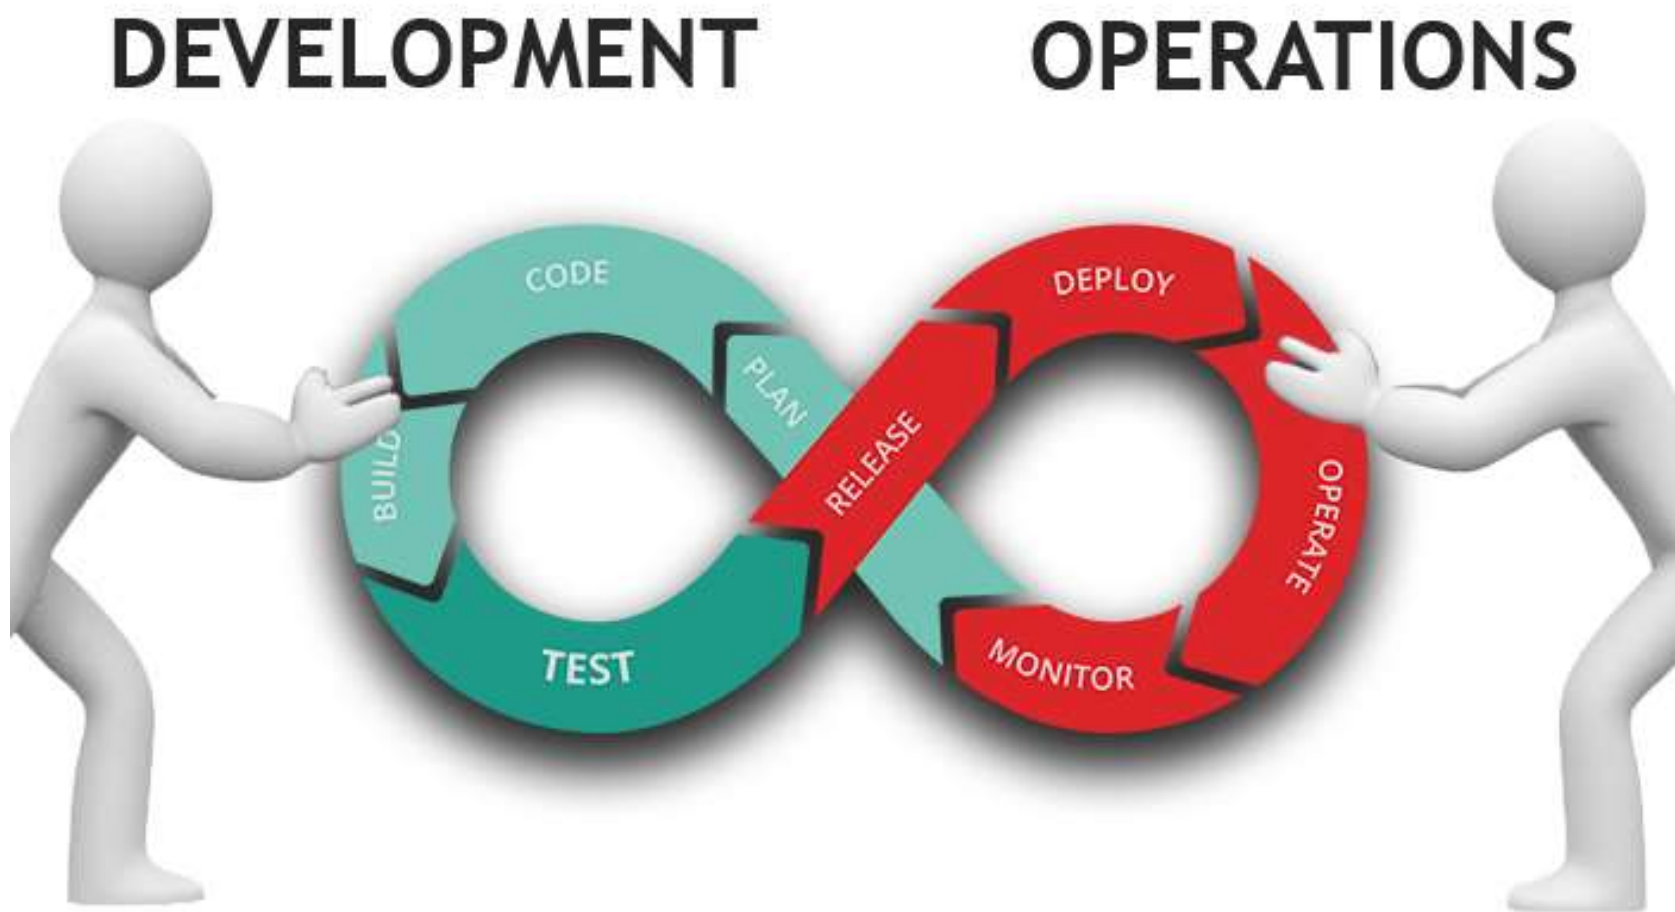 DEVELOPMENT
OPERATIONS
CODE
DEPLOY
PLAN
BUILD
RELEASE
OPERATE
TEST
MONITOR